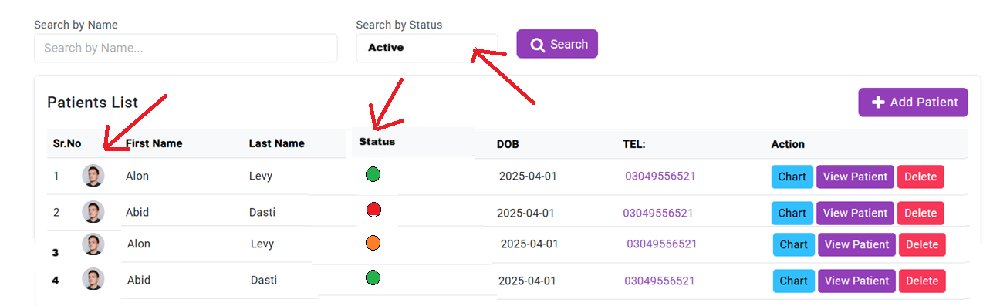 Search by Name Search by Status
Search by Name... :Active Search
Patients List Add Patient
Sr.No First Name Last Name Status DOB TEL: Action
1 Alon Levy 2025-04-01 03049556521 Chart View Patient Delete
2 Abid Dasti 2025-04-01 03049556521 Chart View Patient Delete
3 Alon Levy 2025-04-01 03049556521 Chart View Patient Delete
4 Abid Dasti 2025-04-01 03049556521 Chart View Patient Delete